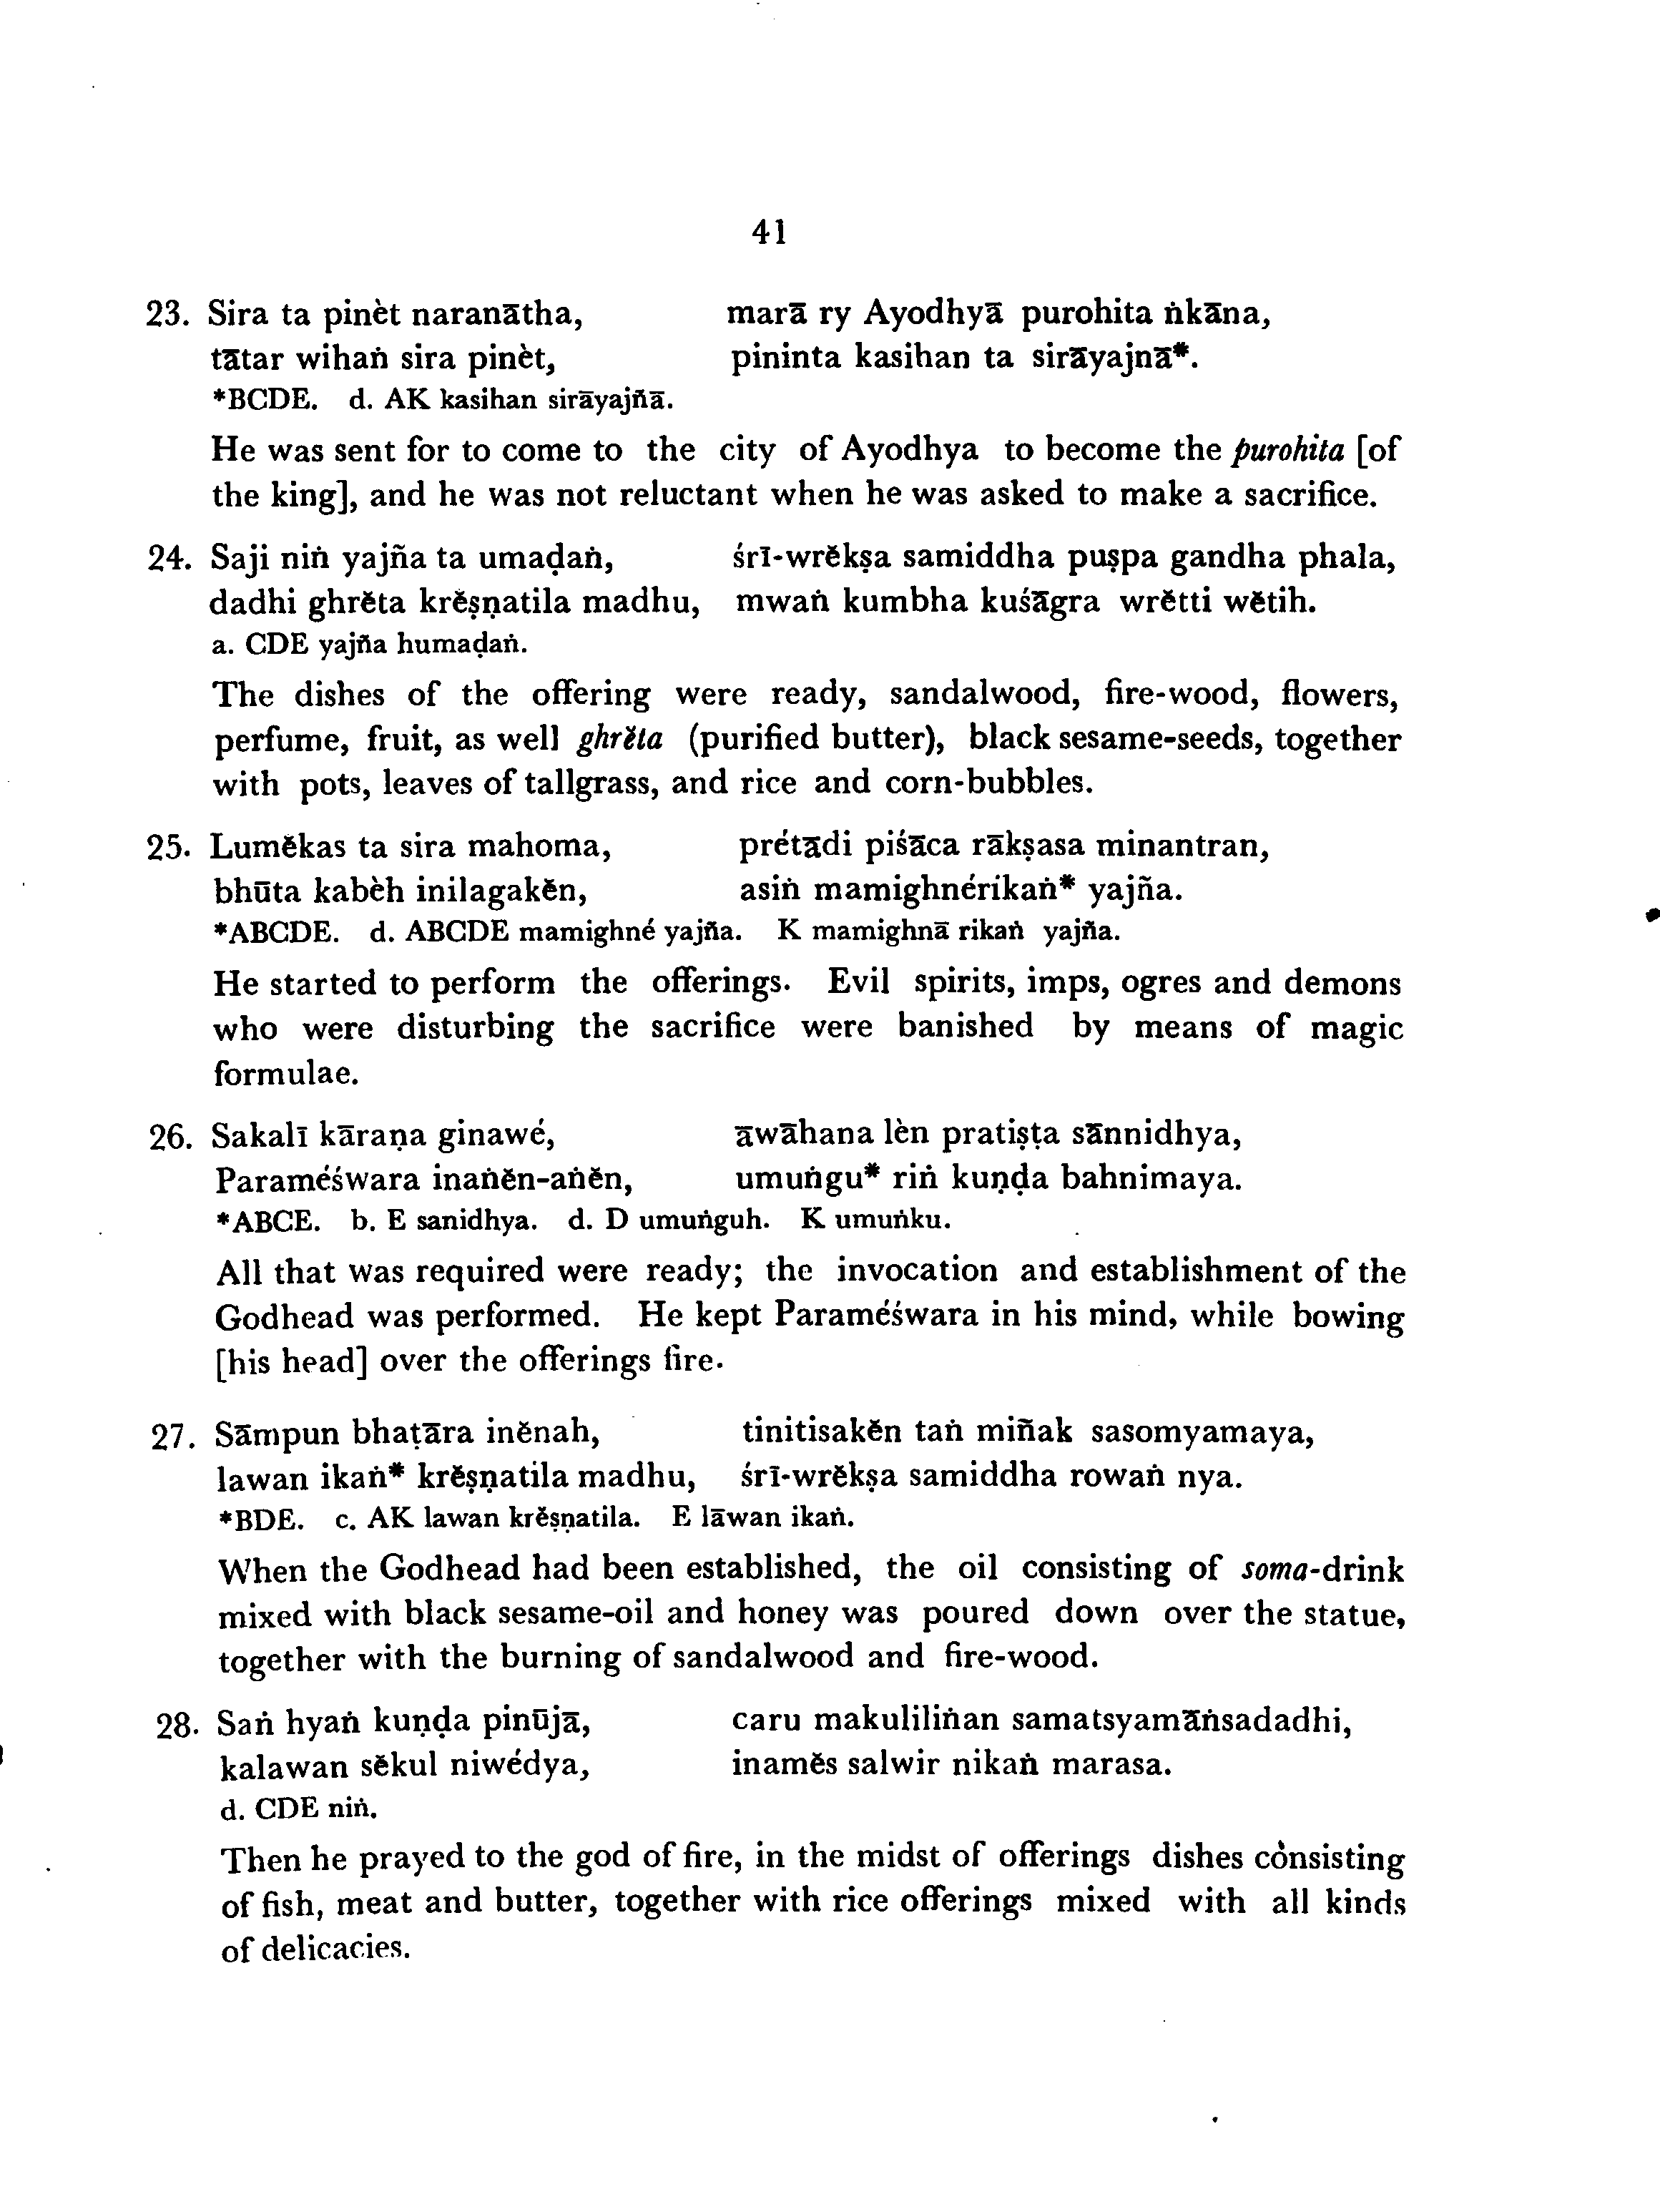 41
23. Sira ta pinèt naranātha, marā ry Ayodhyā purohita ṅkāna,
tātar wihaṅ sira pinèt, pininta kasihan ta sirāyajnā*.
*BCDE. d. AK kasihan sirāyajñā.
He was sent for to come to the city of Ayodhya to become the purohita [of
the king], and he was not reluctant when he was asked to make a sacrifice.
24. Saji niṅ yajña ta umaḍaṅ, śrī-wrĕkṣa samiddha puṣpa gandha phala,
dadhi ghrĕta krĕṣṇatila madhu, mwaṅ kumbha kuśāgra wrĕtti wĕtih.
a. CDE yajña humaḍaṅ.
The dishes of the offering were ready, sandalwood, fire-wood, flowers,
perfume, fruit, as well ghrĕta (purified butter), black sesame-seeds, together
with pots, leaves of tallgrass, and rice and corn-bubbles.
25. Lumĕkas ta sira mahoma, prétādi piśāca rākṣasa minantran,
bhūta kabèh inilagakĕn, asiṅ mamighnérikaṅ* yajña.
*ABCDE. d. ABCDE mamighné yajña. K mamighnā rikaṅ yajña.
He started to perform the offerings. Evil spirits, imps, ogres and demons
who were disturbing the sacrifice were banished by means of magic
formulae.
26. Sakalī kāraṇa ginawé, āwāhana lèn pratiṣṭa sānnidhya,
Paraméśwara inaṅĕn-aṅĕn, umuṅgu* riṅ kuṇḍa bahnimaya.
*ABCE. b. E sanidhya. d. D umuṅguh. K umuṅku.
All that was required were ready; the invocation and establishment of the
Godhead was performed. He kept Paraméśwara in his mind, while bowing
[his head] over the offerings fire.
27. Sāmpun bhaṭāra inĕnah, tinitisakĕn taṅ miñak sasomyamaya,
lawan ikaṅ* krĕṣṇatila madhu, śrī-wrĕkṣa samiddha rowaṅ nya.
*BDE. c. AK lawan krĕṣṇatila. E lāwan ikaṅ.
When the Godhead had been established, the oil consisting of soma-drink
mixed with black sesame-oil and honey was poured down over the statue,
together with the burning of sandalwood and fire-wood.
28. Saṅ hyaṅ kuṇḍa pinūjā, caru makuliliṅan samatsyamāṅsadadhi,
kalawan sĕkul niwédya, inamĕs salwir nikaṅ marasa.
d. CDE niṅ.
Then he prayed to the god of fire, in the midst of offerings dishes consisting
of fish, meat and butter, together with rice offerings mixed with all kinds
of delicacies.